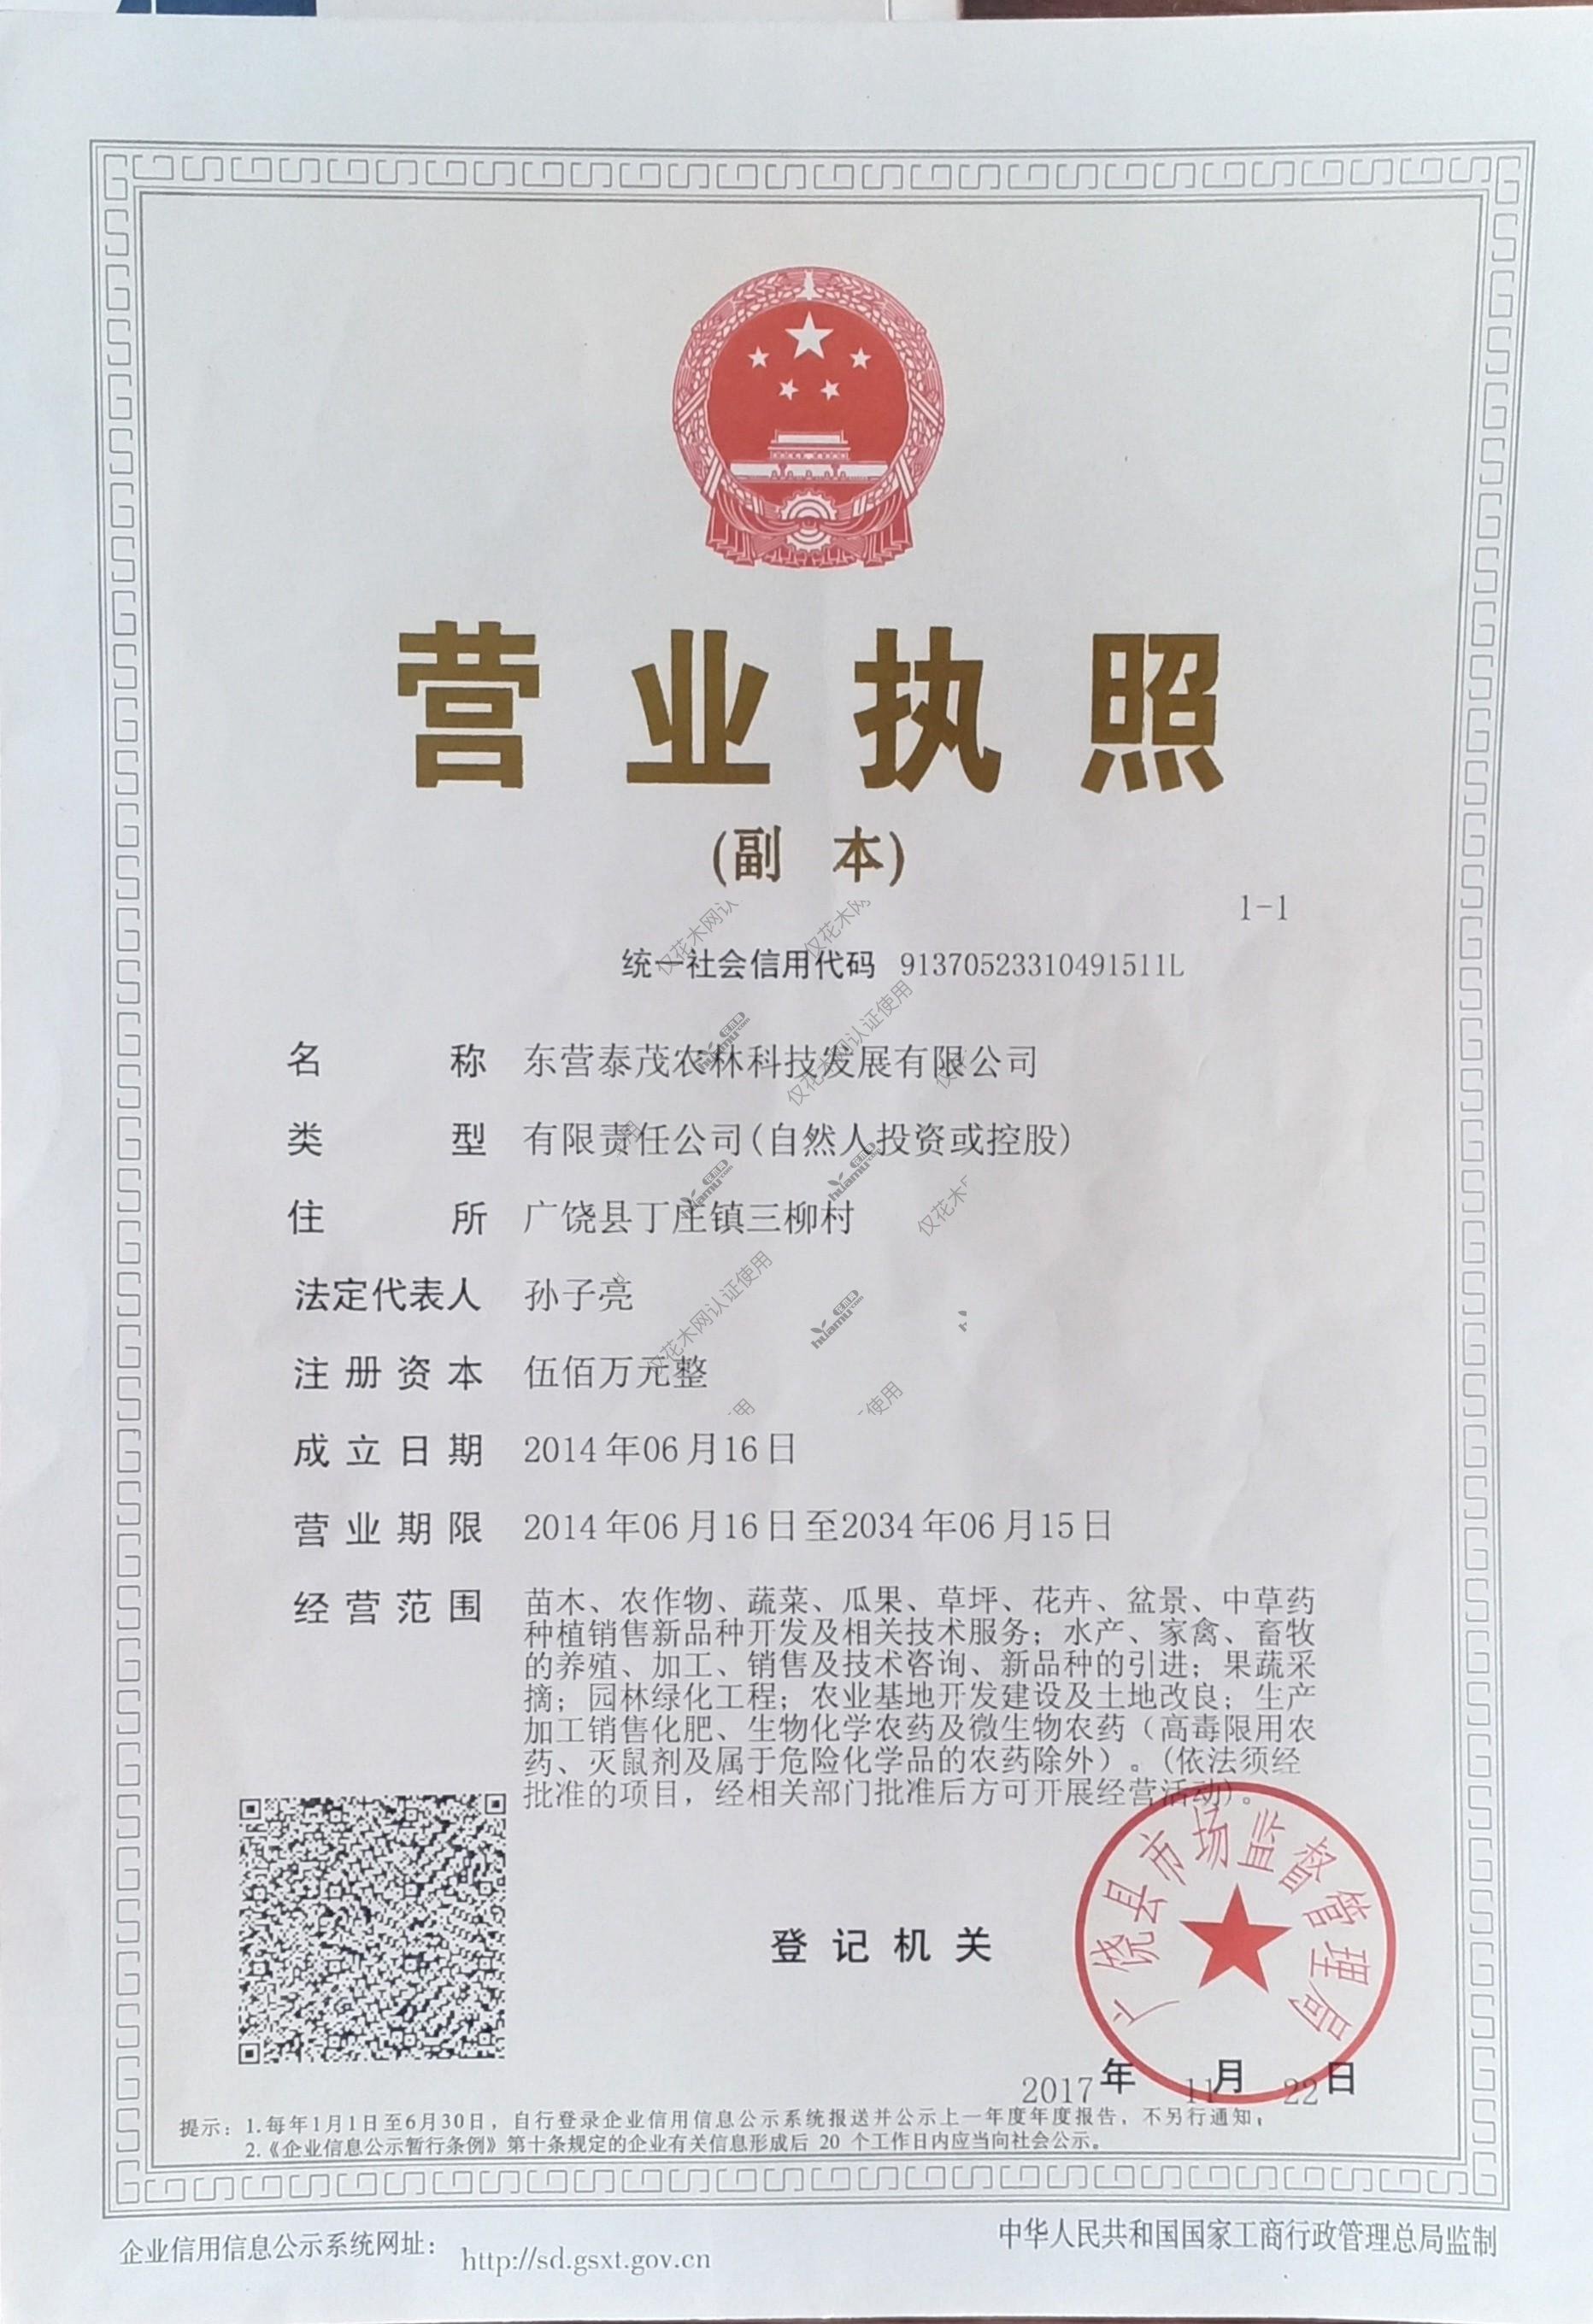 营业执照
(副 本)
1-1
统一社会信用代码 91370523310491511L
名 称 东营泰茂农林科技发展有限公司
类 型 有限责任公司(自然人投资或控股)
住 所 广饶县丁庄镇三柳村
法定代表人 孙子亮
注册资本 伍佰万元整
成立日期 2014年06月16日
营业期限 2014年06月16日至2034年06月15日
经营范围 苗木、农作物、蔬菜、瓜果、草坪、花卉、盆景、中草药
种植销售新品种开发及相关技术服务；水产、家禽、畜牧
的养殖、加工、销售及技术咨询、新品种的引进；果蔬采
摘；园林绿化工程；农业基地开发建设及土地改良；生产
加工销售化肥、生物化学农药及微生物农药（高毒限用农
药、灭鼠剂及属于危险化学品的农药除外）。(依法须经
批准的项目，经相关部门批准后方可开展经营活动)。
登记机关
广饶县市场监督管理局
2017年11月22日
提示：1.每年1月1日至6月30日，自行登录企业信用信息公示系统报送并公示上一年度年度报告，不另行通知；
2.《企业信息公示暂行条例》第十条规定的企业有关信息形成后 20 个工作日内应当向社会公示。
企业信用信息公示系统网址： http://sd.gsxt.gov.cn
中华人民共和国国家工商行政管理总局监制
仅花木网认证使用
huamu.com